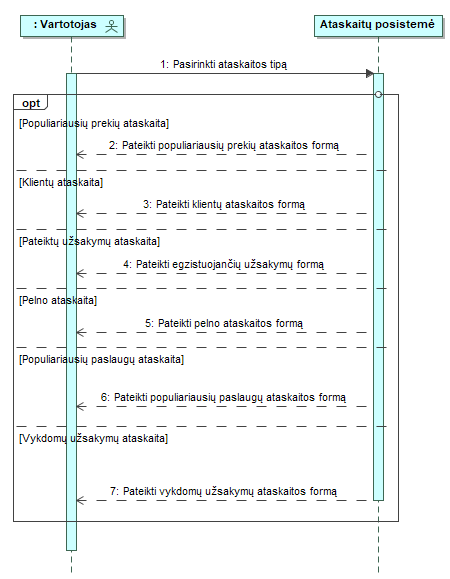 : Vartotojas
Ataskaitų posistemė
1: Pasirinkti ataskaitos tipą
opt
[Populiariausių prekių ataskaita]
2: Pateikti populiariausių prekių ataskaitos formą
[Klientų ataskaita]
3: Pateikti klientų ataskaitos formą
[Pateiktų užsakymų ataskaita]
4: Pateikti egzistuojančių užsakymų formą
[Pelno ataskaita]
5: Pateikti pelno ataskaitos formą
[Populiariausių paslaugų ataskaita]
6: Pateikti populiariausių paslaugų ataskaitos formą
[Vykdomų užsakymų ataskaita]
7: Pateikti vykdomų užsakymų ataskaitos formą